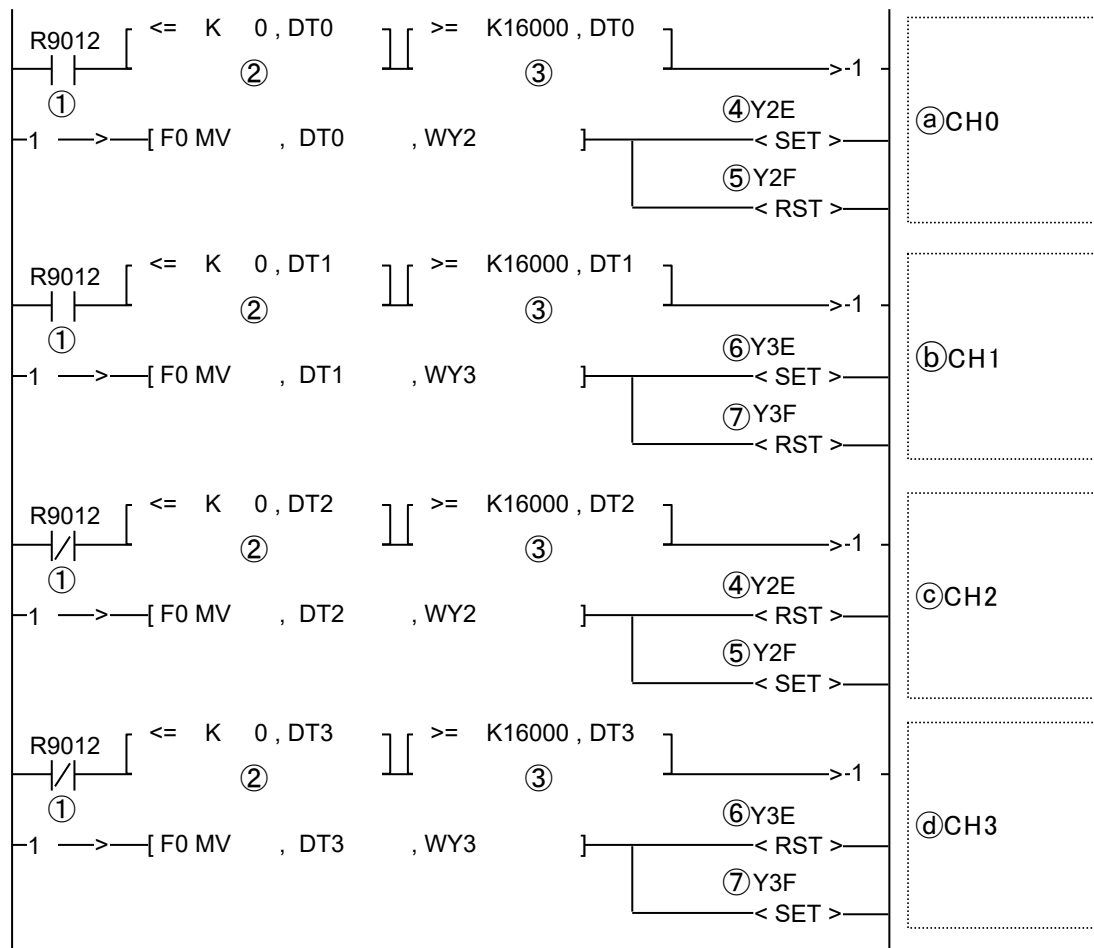 R9012 <= K 0 , DT0 >= K16000 , DT0
① ② ③ >-1
1 > [ F0 MV , DT0 , WY2 ] ④Y2E < SET >
⑤Y2F < RST >
ⓐCH0
R9012 <= K 0 , DT1 >= K16000 , DT1
① ② ③ >-1
1 > [ F0 MV , DT1 , WY3 ] ⑥Y3E < SET >
⑦Y3F < RST >
ⓑCH1
R9012 <= K 0 , DT2 >= K16000 , DT2
① ② ③ >-1
1 > [ F0 MV , DT2 , WY2 ] ④Y2E < RST >
⑤Y2F < SET >
ⓒCH2
R9012 <= K 0 , DT3 >= K16000 , DT3
① ② ③ >-1
1 > [ F0 MV , DT3 , WY3 ] ⑥Y3E < RST >
⑦Y3F < SET >
ⓓCH3